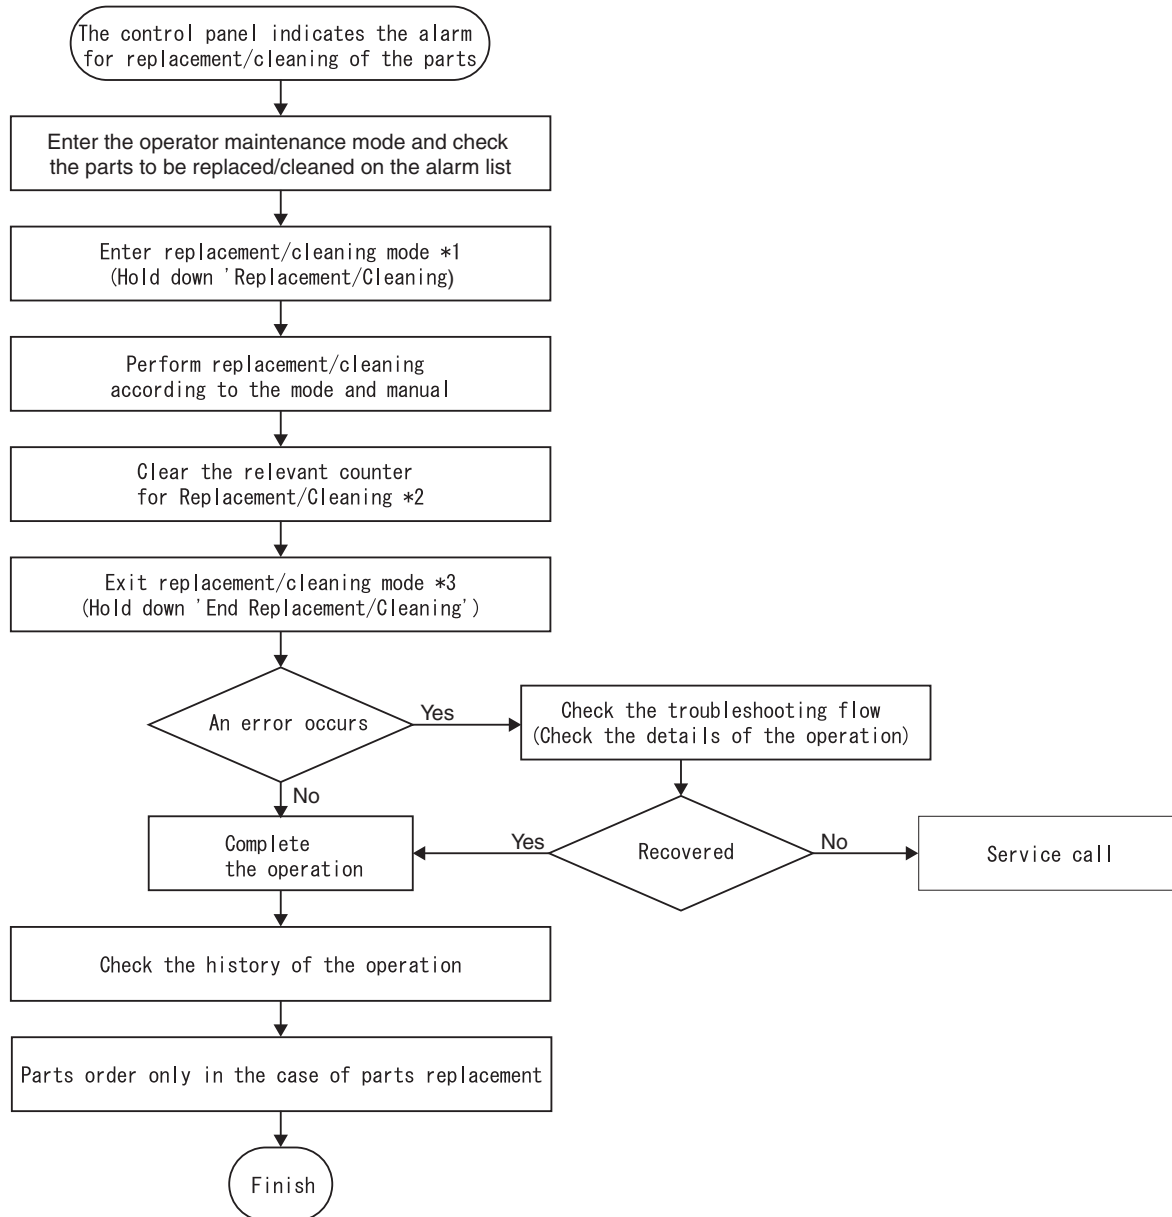 The control panel indicates the alarm
for replacement/cleaning of the parts
Enter the operator maintenance mode and check
the parts to be replaced/cleaned on the alarm list
Enter replacement/cleaning mode *1
(Hold down 'Replacement/Cleaning)
Perform replacement/cleaning
according to the mode and manual
Clear the relevant counter
for Replacement/Cleaning *2
Exit replacement/cleaning mode *3
(Hold down 'End Replacement/Cleaning')
An error occurs
Yes
Check the troubleshooting flow
(Check the details of the operation)
No
Complete
the operation
Yes
Recovered
No
Service call
Check the history of the operation
Parts order only in the case of parts replacement
Finish